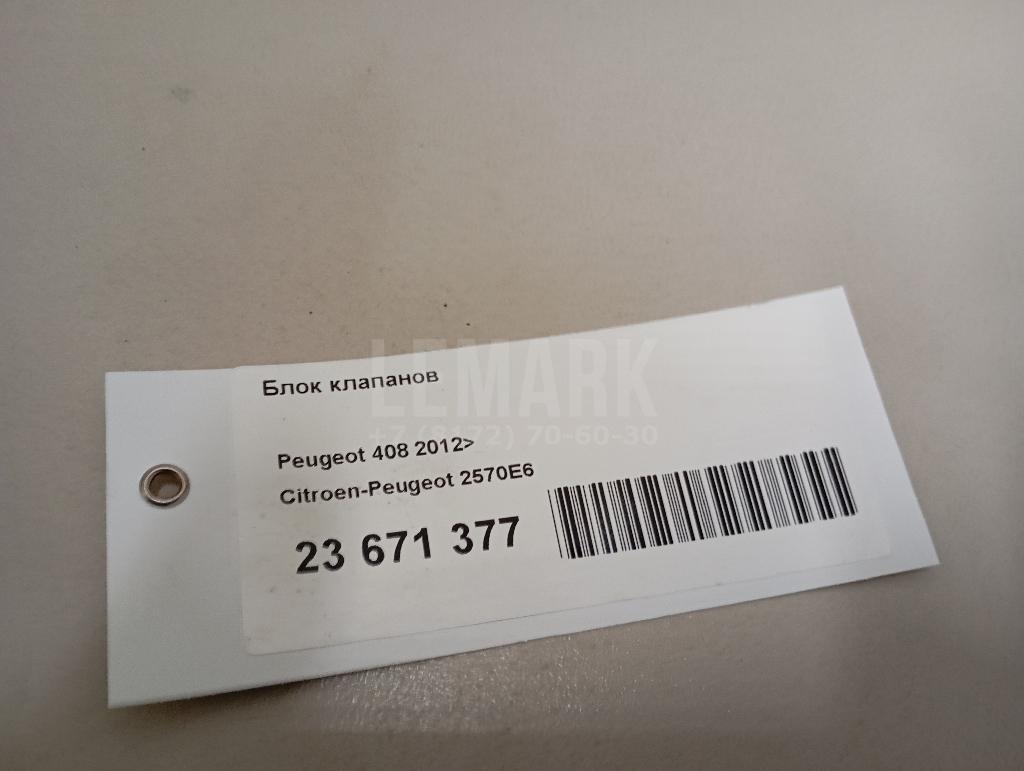 Блок клапанов
LEMARK
+7 (8172) 70-60-30
Peugeot 408 2012>
Citroen-Peugeot 2570E6
23 671 377